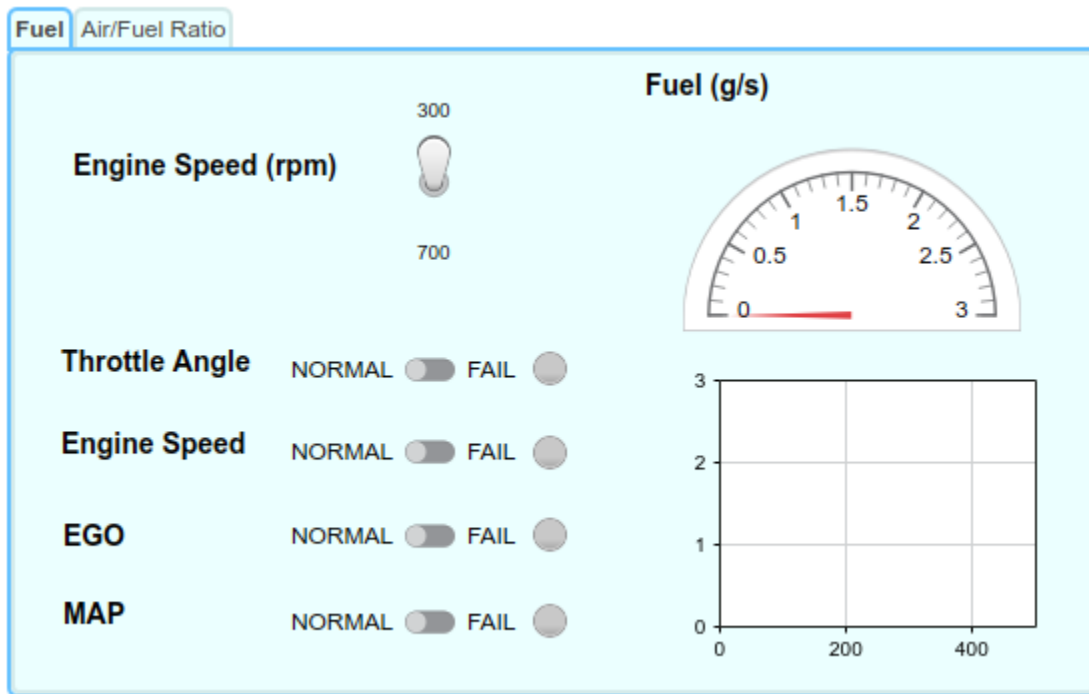 Fuel Air/Fuel Ratio
Fuel (g/s)
300
Engine Speed (rpm)
700
0 0.5 1 1.5 2 2.5 3
Throttle Angle NORMAL FAIL
Engine Speed NORMAL FAIL
EGO NORMAL FAIL
MAP NORMAL FAIL
3
2
1
0
0 200 400